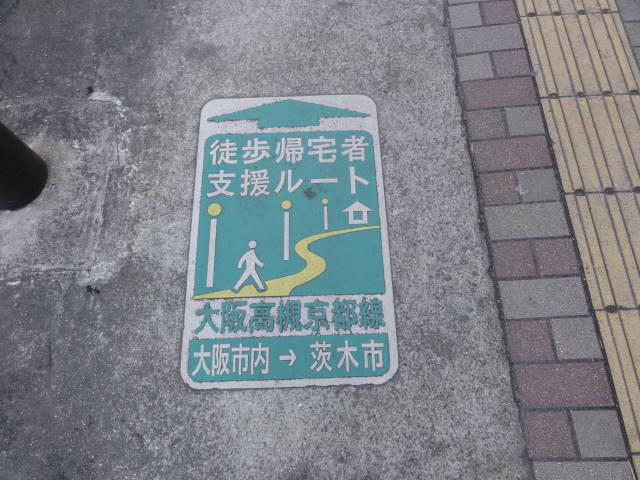 徒歩帰宅者
支援ルート
大阪高槻京都線
大阪市内→茨木市